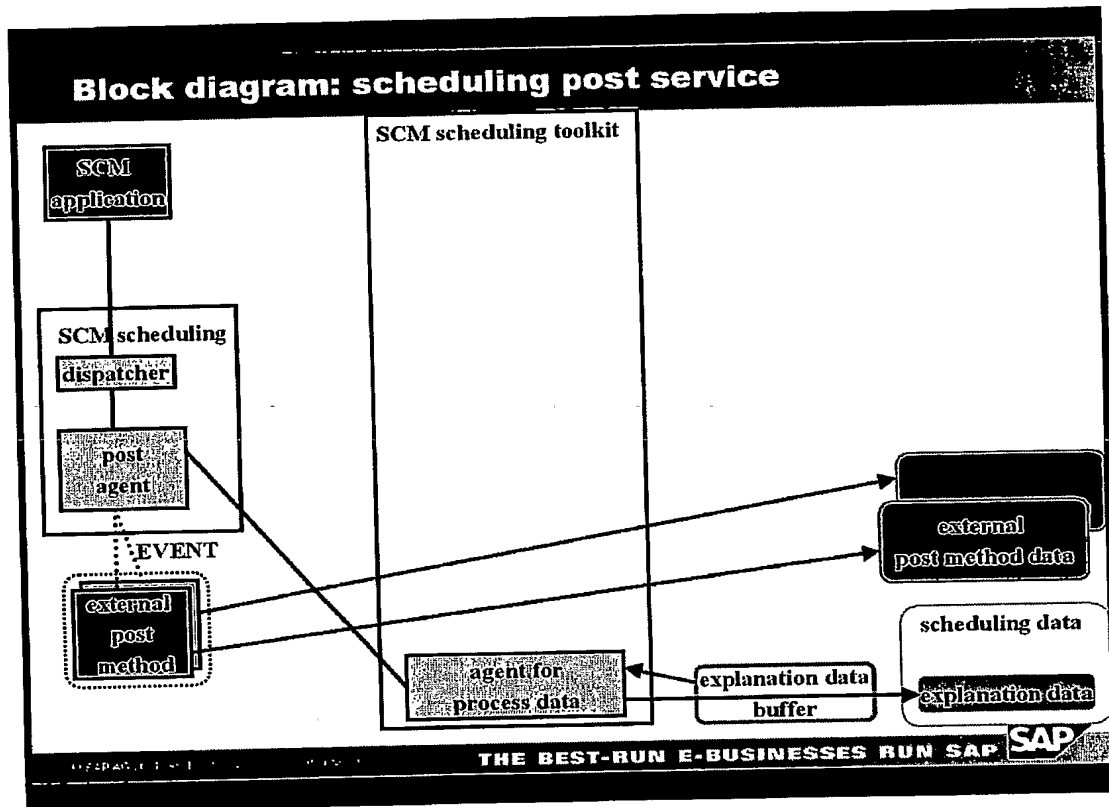 Block diagram: scheduling post service
SCM scheduling toolkit
SCM
application
SCM scheduling
dispatcher
post
agent
EVENT
external
post
method
external
post method data
scheduling data
agent for
process data
explanation data
buffer
explanation data
THE BEST-RUN E-BUSINESSES RUN SAP
SAP